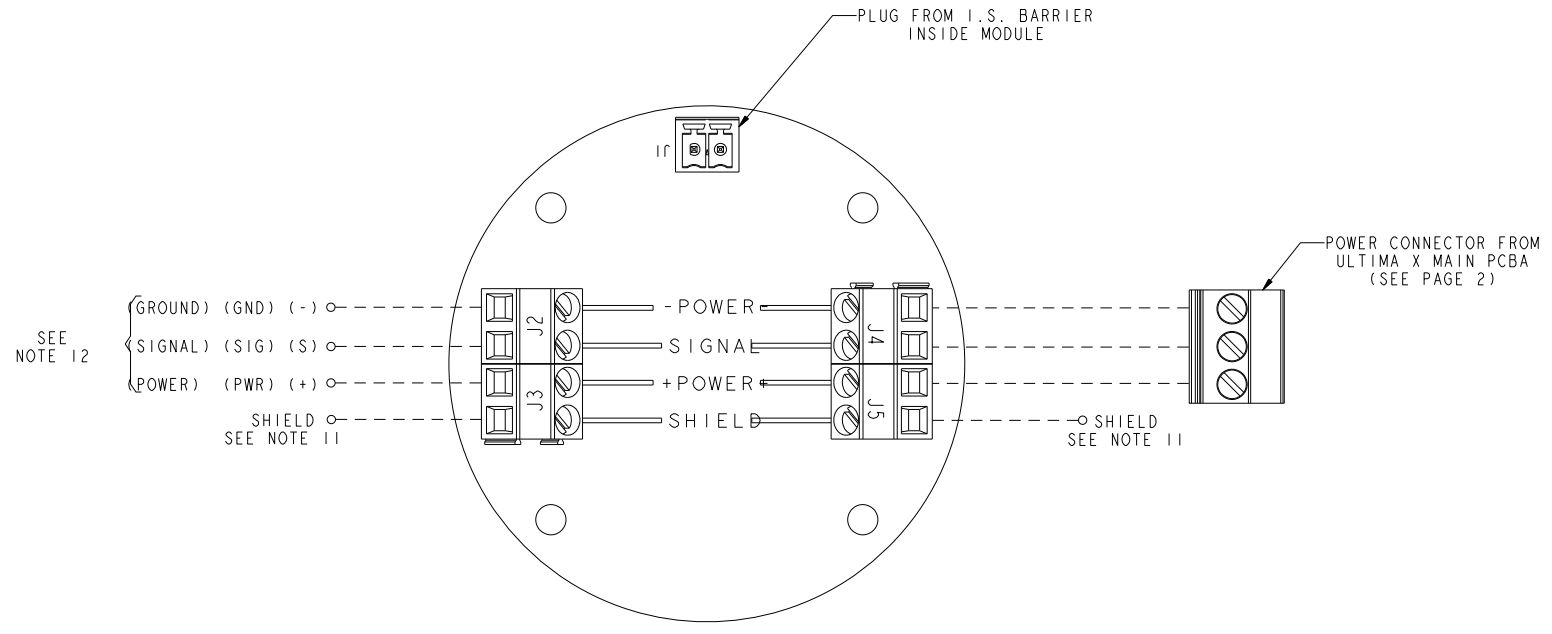 PLUG FROM I.S. BARRIER
INSIDE MODULE
J1
POWER CONNECTOR FROM
ULTIMA X MAIN PCBA
(SEE PAGE 2)
SEE
NOTE 12
(GROUND) (GND) (-)
(SIGNAL) (SIG) (S)
(POWER) (PWR) (+)
SHIELD
SEE NOTE 11
J2
J3
-POWER-
SIGNAL
+POWER+
SHIELD
J4
J5
SHIELD
SEE NOTE 11